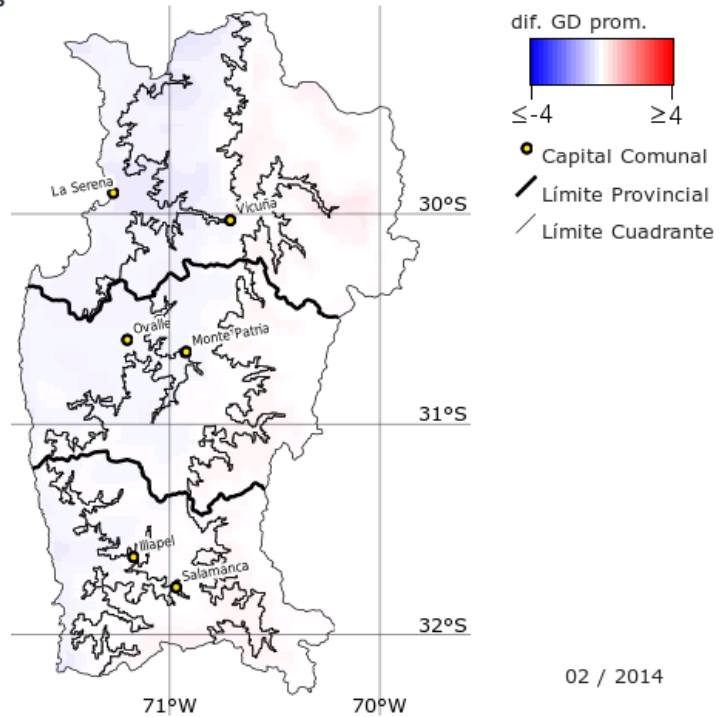 dif. GD prom.
≤-4
≥4
Capital Comunal
Límite Provincial
Límite Cuadrante
La Serena
Vicuña
30°S
Ovalle
Monte Patria
31°S
Illapel
Salamanca
32°S
02 / 2014
71°W
70°W